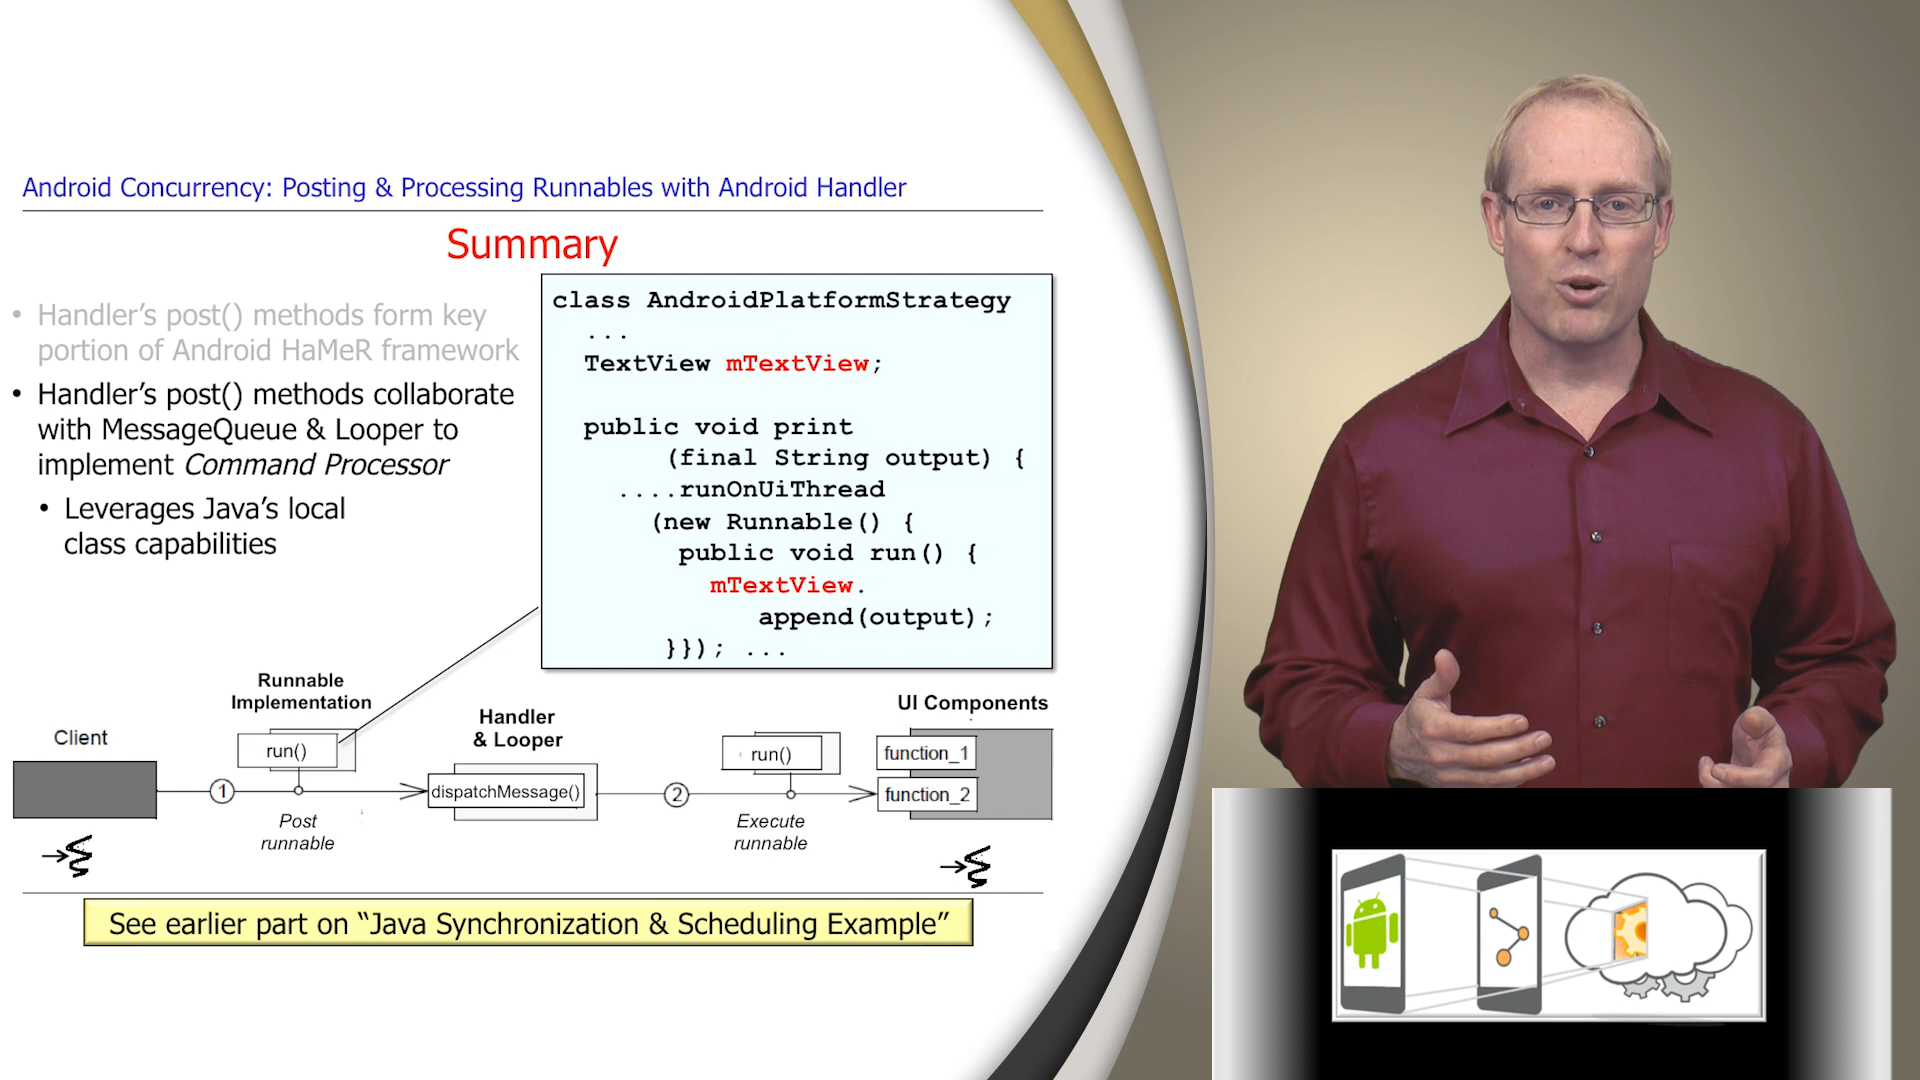 Android Concurrency: Posting & Processing Runnables with Android Handler
Summary
• Handler’s post() methods form key
portion of Android HaMeR framework
• Handler’s post() methods collaborate
with MessageQueue & Looper to
implement Command Processor
• Leverages Java’s local
class capabilities
class AndroidPlatformStrategy
...
TextView mTextView;
public void print
(final String output) {
....runOnUiThread
(new Runnable() {
public void run() {
mTextView.
append(output);
}}); ...
Client
Runnable
Implementation
run()
1
Post
runnable
Handler
& Looper
dispatchMessage()
2
run()
Execute
runnable
UI Components
function_1
function_2
See earlier part on “Java Synchronization & Scheduling Example”